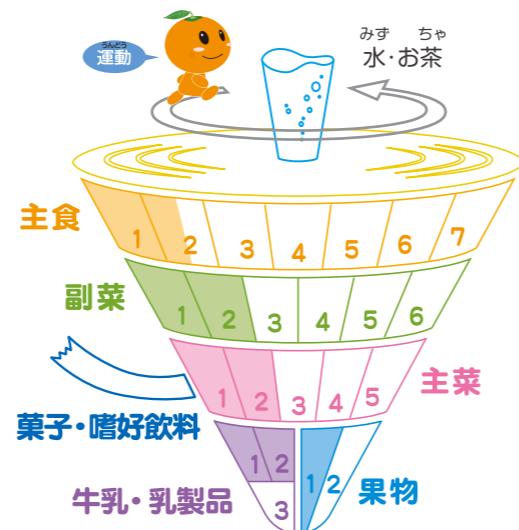 うんどう
運動
みず ちゃ
水・お茶
主食
1 2 3 4 5 6 7
副菜
1 2 3 4 5 6
主菜
1 2 3 4 5
菓子・嗜好飲料
牛乳・乳製品
1 2
3
果物
1 2